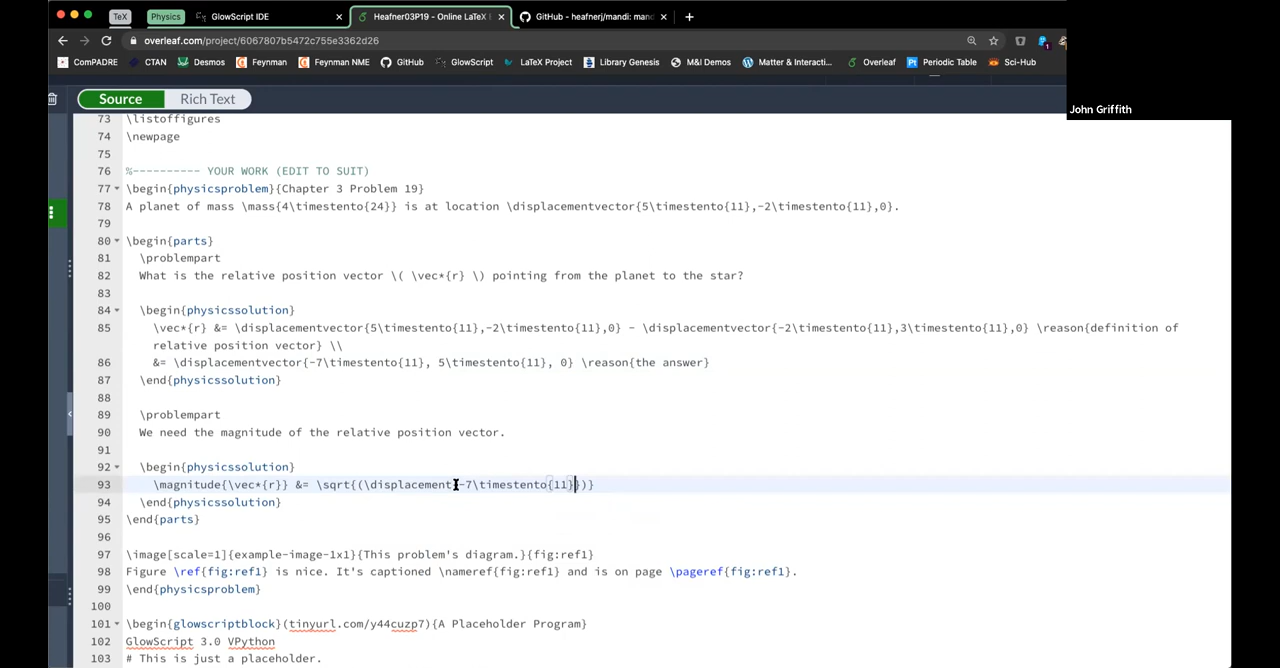 TeX Physics GlowScript IDE Heafner03P19 - Online LaTeX GitHub - heafnerj/mandi: mand
overleaf.com/project/6067807b5472c755e3362d26
ComPADRE CTAN Desmos Feynman Feynman NME GitHub GlowScript LaTeX Project Library Genesis M&I Demos Matter & Interacti... Overleaf Periodic Table Sci-Hub
John Griffith
Source Rich Text
73 \listoffigures
74 \newpage
75
76 %---------- YOUR WORK (EDIT TO SUIT)
77 \begin{physicsproblem}{Chapter 3 Problem 19}
78 A planet of mass \mass{4\timestento{24}} is at location \displacementvector{5\timestento{11},-2\timestento{11},0}.
79
80 \begin{parts}
81 \problempart
82 What is the relative position vector \( \vec*{r} \) pointing from the planet to the star?
83
84 \begin{physicssolution}
85 \vec*{r} &= \displacementvector{5\timestento{11},-2\timestento{11},0} - \displacementvector{-2\timestento{11},3\timestento{11},0} \reason{definition of
relative position vector} \\
86 &= \displacementvector{-7\timestento{11}, 5\timestento{11}, 0} \reason{the answer}
87 \end{physicssolution}
88
89 \problempart
90 We need the magnitude of the relative position vector.
91
92 \begin{physicssolution}
93 \magnitude{\vec*{r}} &= \sqrt{(\displacement{-7\timestento{11}})}
94 \end{physicssolution}
95 \end{parts}
96
97 \image[scale=1]{example-image-1x1}{This problem's diagram.}{fig:ref1}
98 Figure \ref{fig:ref1} is nice. It's captioned \nameref{fig:ref1} and is on page \pageref{fig:ref1}.
99 \end{physicsproblem}
100
101 \begin{glowscriptblock}(tinyurl.com/y44cuzp7){A Placeholder Program}
102 GlowScript 3.0 VPython
103 # This is just a placeholder.